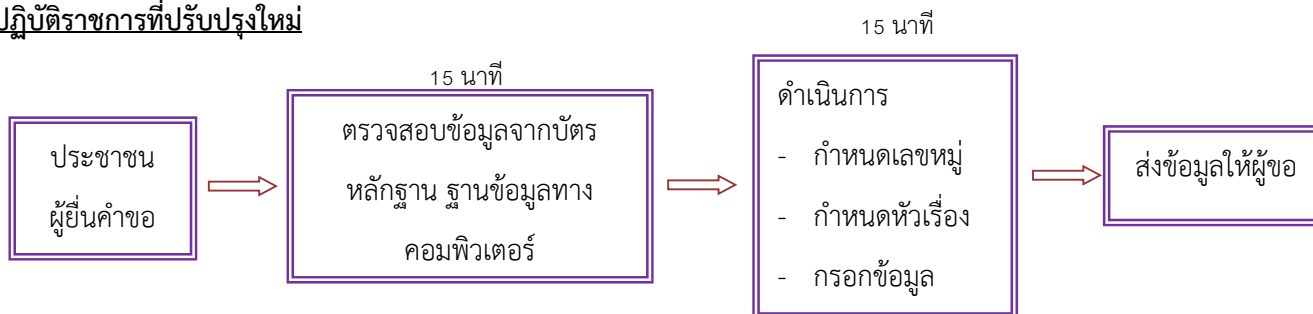 ปฏิบัติราชการที่ปรับปรุงใหม่
ประชาชน
ผู้ยื่นคำขอ
15 นาที
ตรวจสอบข้อมูลจากบัตร
หลักฐาน ฐานข้อมูลทาง
คอมพิวเตอร์
15 นาที
ดำเนินการ
- กำหนดเลขหมู่
- กำหนดหัวเรื่อง
- กรอกข้อมูล
ส่งข้อมูลให้ผู้ขอ